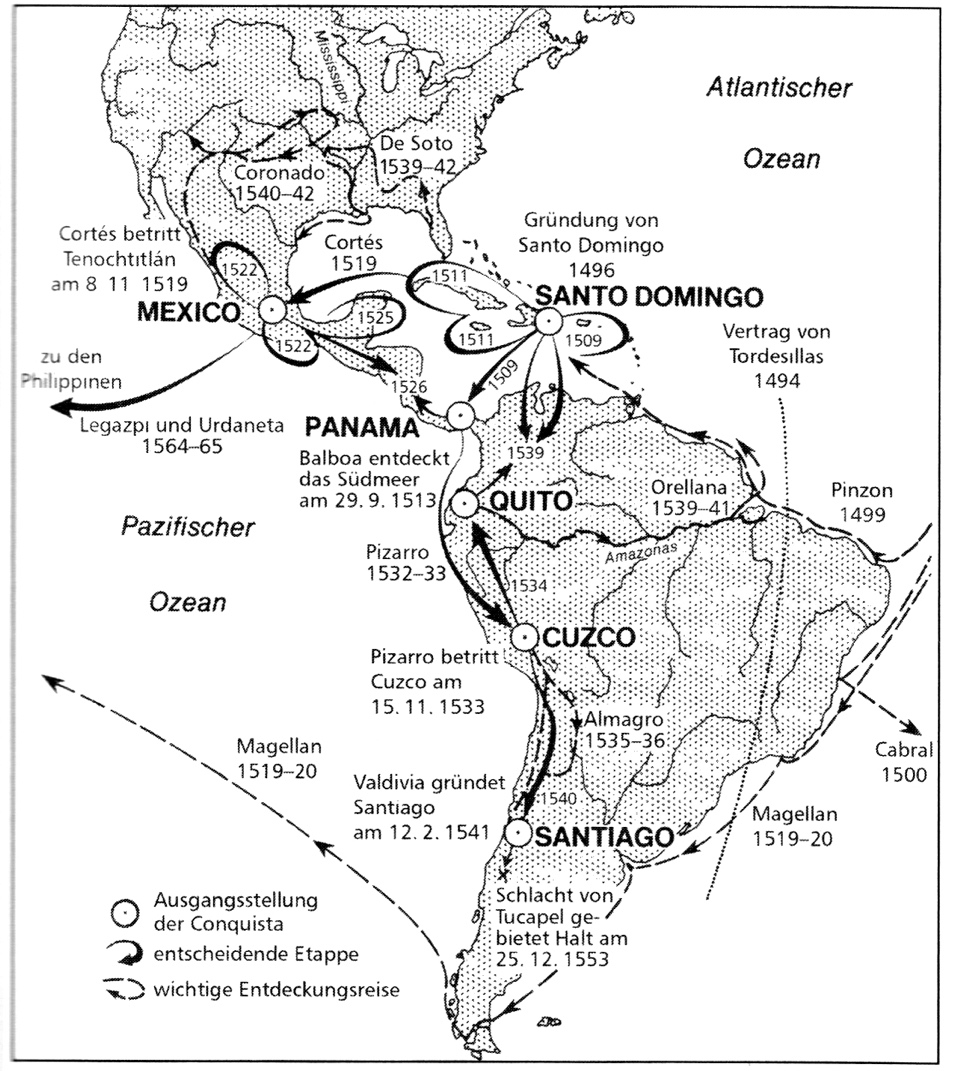 Atlantischer
Ozean
Mississippi
De Soto
1539–42
Coronado
1540–42
Cortés betritt
Tenochtitlán
am 8 11 1519
Cortés
1519
Gründung von
Santo Domingo
1496
1522
1511
SANTO DOMINGO
MEXICO
1525
1522
1511
1509
Vertrag von
Tordesillas
1494
zu den
Philippinen
1526
1509
Legazpi und Urdaneta
1564–65
PANAMA
Balboa entdeckt
das Südmeer
am 29. 9. 1513
1539
QUITO
Orellana
1539–41
Pinzon
1499
Pazifischer
Ozean
Pizarro
1532–33
Amazonas
1534
CUZCO
Pizarro betritt
Cuzco am
15. 11. 1533
Almagro
1535–36
Cabral
1500
Magellan
1519–20
Valdivia gründet
Santiago
am 12. 2. 1541
1540
SANTIAGO
Magellan
1519–20
Schlacht von
Tucapel ge-
bietet Halt am
25. 12. 1553
Ausgangsstellung
der Conquista
entscheidende Etappe
wichtige Entdeckungsreise